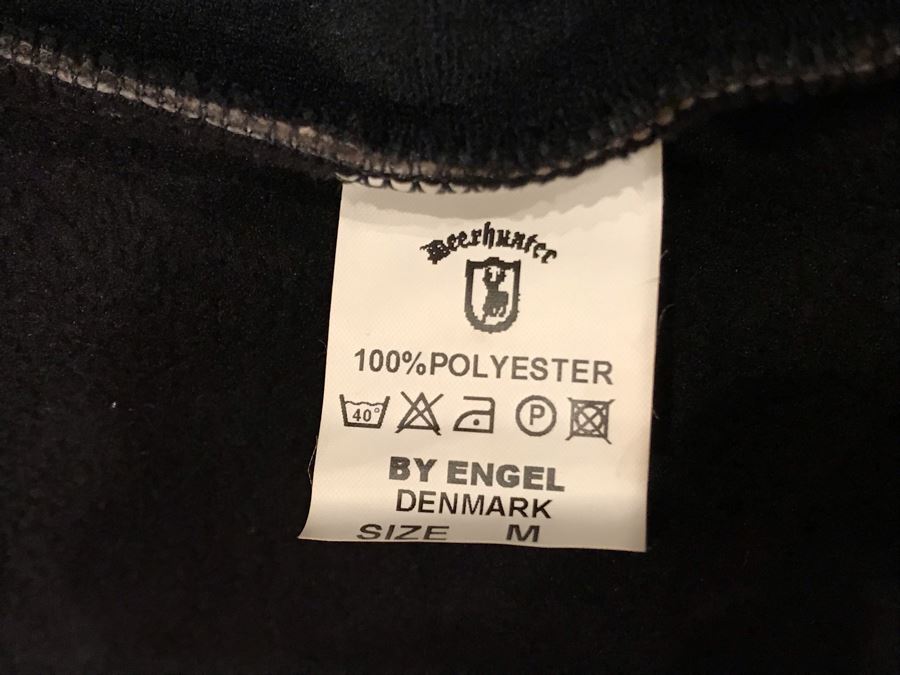 Deerhunter
100%POLYESTER
40°
P
BY ENGEL
DENMARK
SIZE M